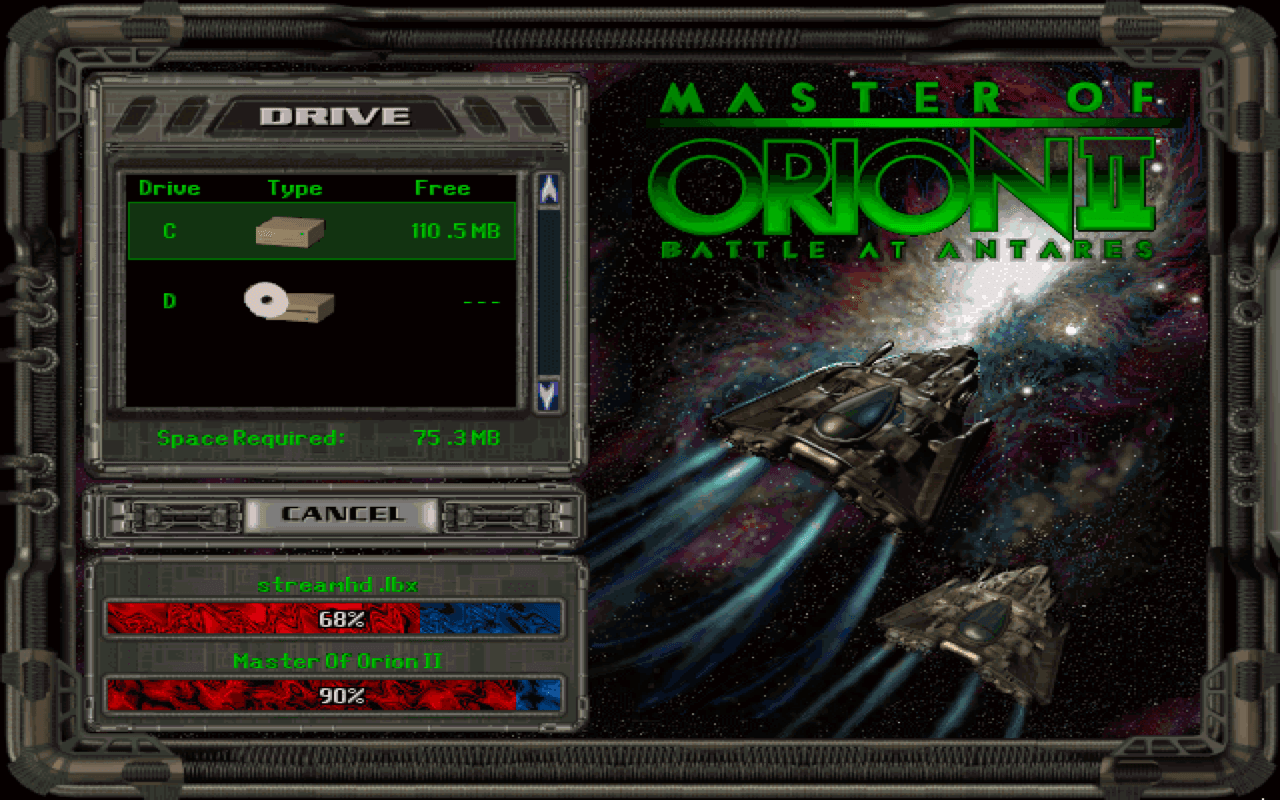 DRIVE
Drive Type Free
C 110.5 MB
D ---
Space Required: 75.3 MB
CANCEL
streamhd.lbx
68%
Master Of Orion II
90%
MASTER OF
ORION II
BATTLE AT ANTARES